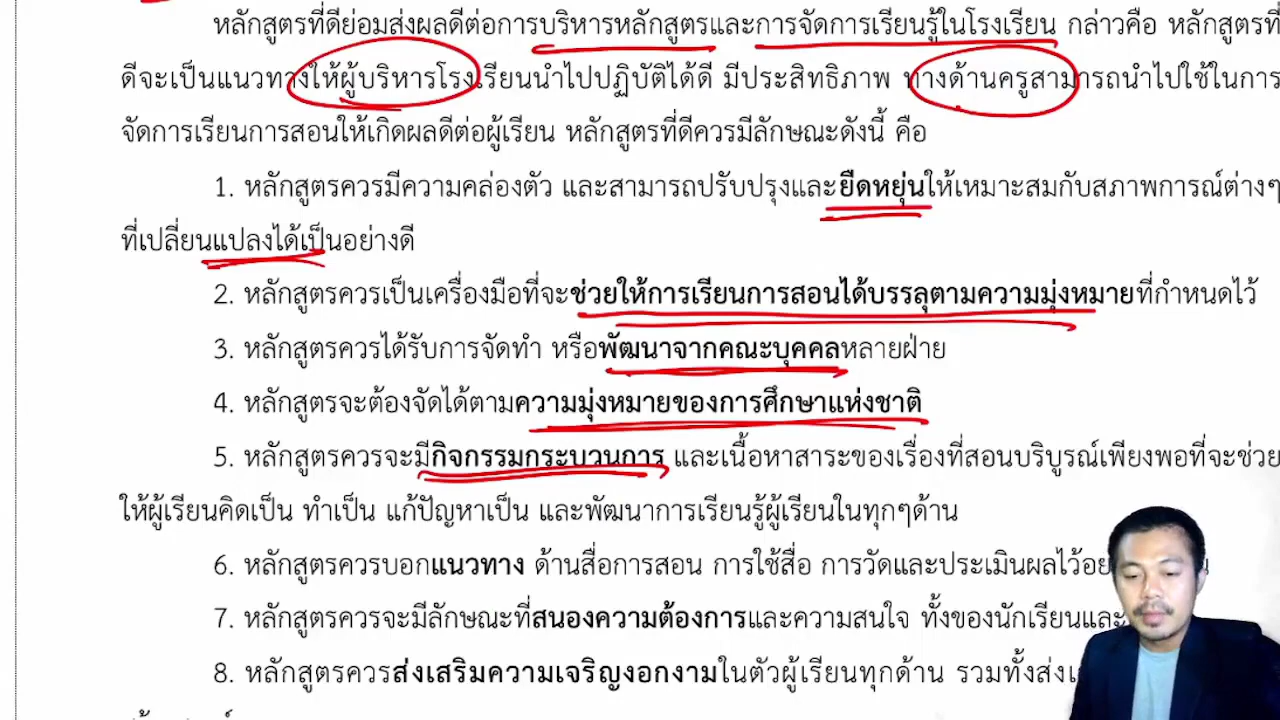 หลักสูตรที่ดีย่อมส่งผลดีต่อการบริหารหลักสูตรและการจัดการเรียนรู้ในโรงเรียน กล่าวคือ หลักสูตรที่
ดีจะเป็นแนวทางให้ผู้บริหารโรงเรียนนำไปปฏิบัติได้ดี มีประสิทธิภาพ ทางด้านครูสามารถนำไปใช้ในการ
จัดการเรียนการสอนให้เกิดผลดีต่อผู้เรียน หลักสูตรที่ดีควรมีลักษณะดังนี้ คือ
1. หลักสูตรควรมีความคล่องตัว และสามารถปรับปรุงและยืดหยุ่นให้เหมาะสมกับสภาพการณ์ต่างๆ
ที่เปลี่ยนแปลงได้เป็นอย่างดี
2. หลักสูตรควรเป็นเครื่องมือที่จะช่วยให้การเรียนการสอนได้บรรลุตามความมุ่งหมายที่กำหนดไว้
3. หลักสูตรควรได้รับการจัดทำ หรือพัฒนาจากคณะบุคคลหลายฝ่าย
4. หลักสูตรจะต้องจัดได้ตามความมุ่งหมายของการศึกษาแห่งชาติ
5. หลักสูตรควรจะมีกิจกรรมกระบวนการ และเนื้อหาสาระของเรื่องที่สอนบริบูรณ์เพียงพอที่จะช่วย
ให้ผู้เรียนคิดเป็น ทำเป็น แก้ปัญหาเป็น และพัฒนาการเรียนรู้ผู้เรียนในทุกๆด้าน
6. หลักสูตรควรบอกแนวทาง ด้านสื่อการสอน การใช้สื่อ การวัดและประเมินผลไว้
7. หลักสูตรควรจะมีลักษณะที่สนองความต้องการและความสนใจ ทั้งของนักเรียนและ
8. หลักสูตรควรส่งเสริมความเจริญงอกงามในตัวผู้เรียนทุกด้าน รวมทั้ง